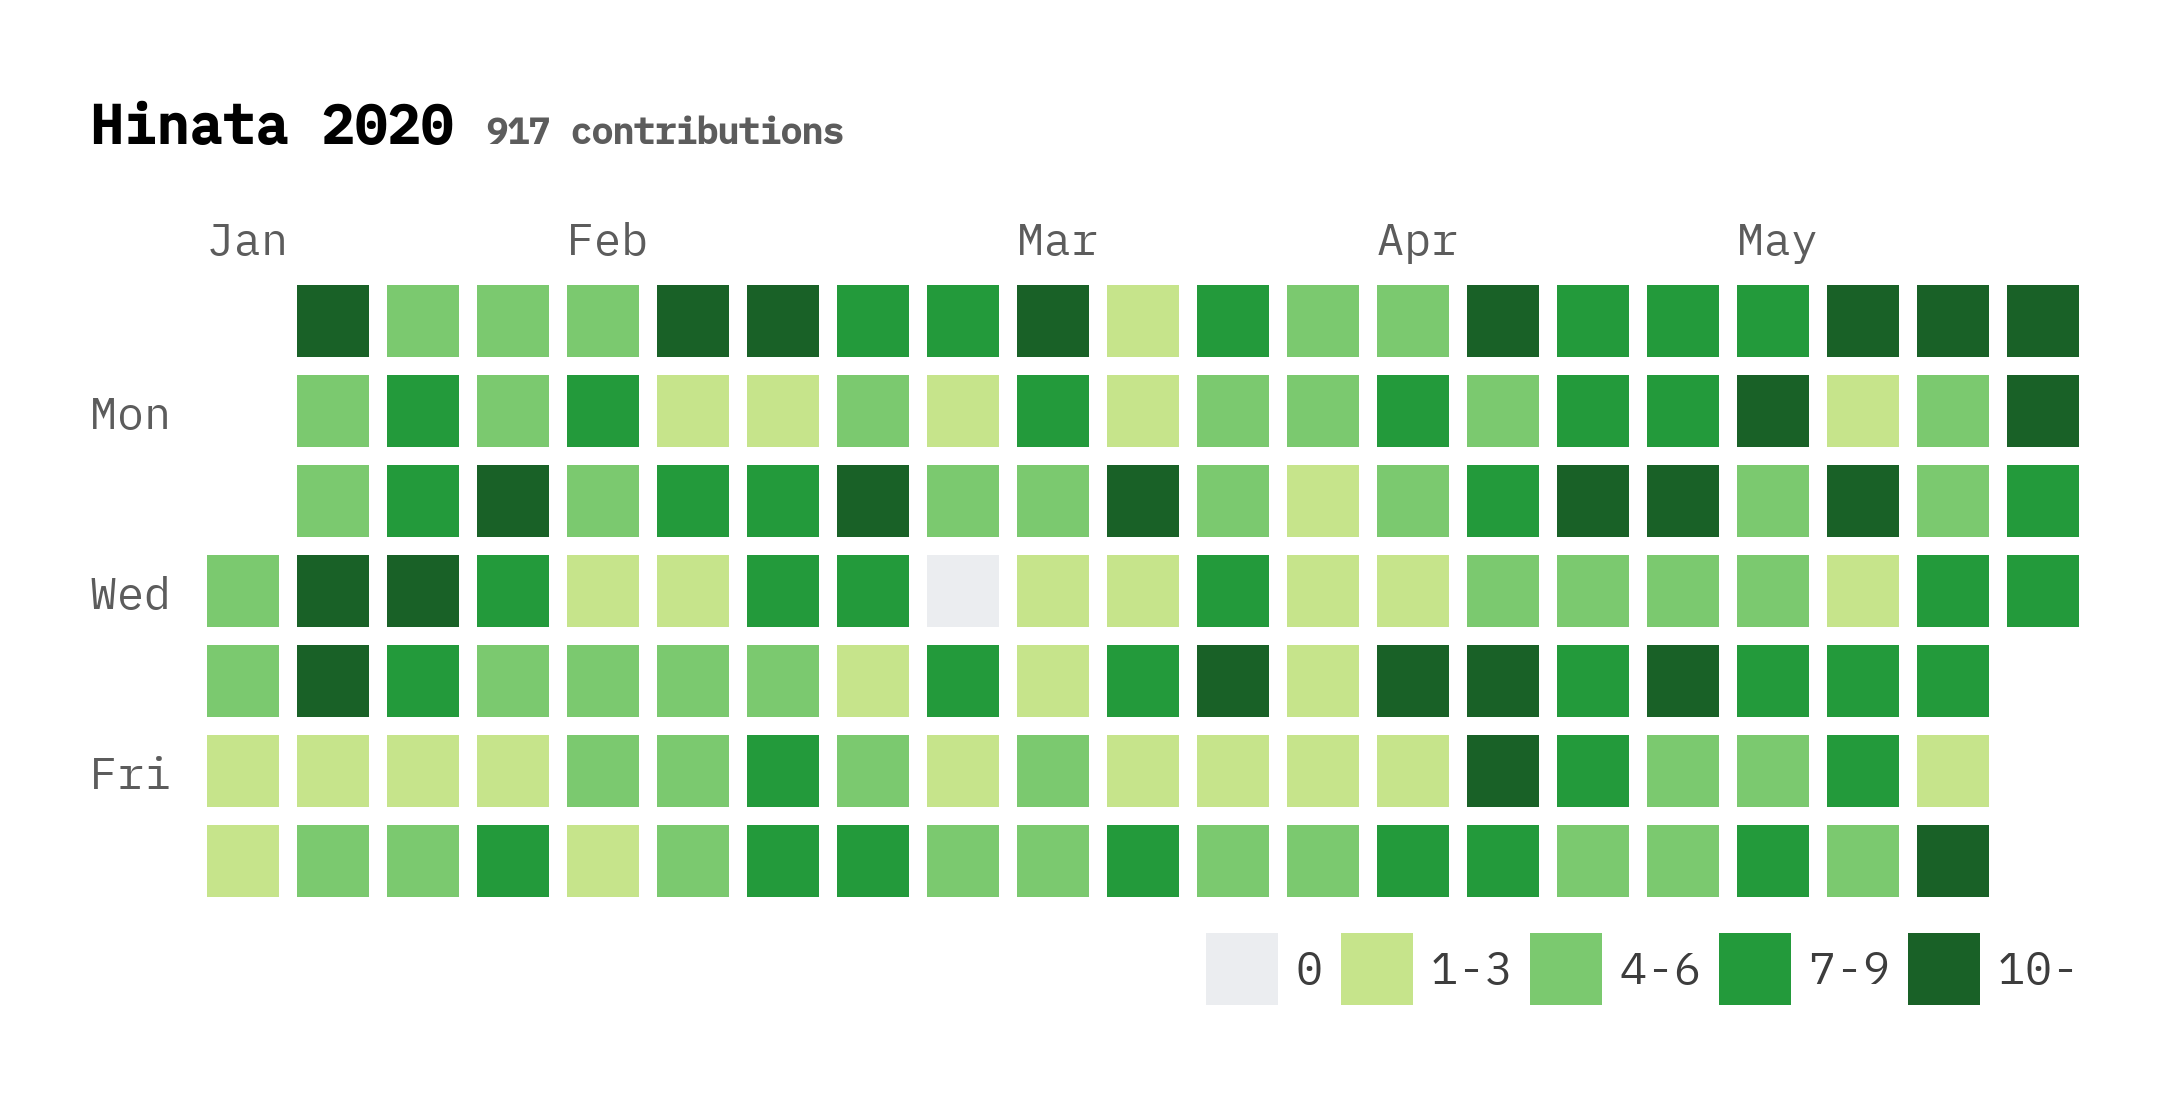 Hinata 2020 917 contributions
Jan Feb Mar Apr May
Mon
Wed
Fri
0 1-3 4-6 7-9 10-